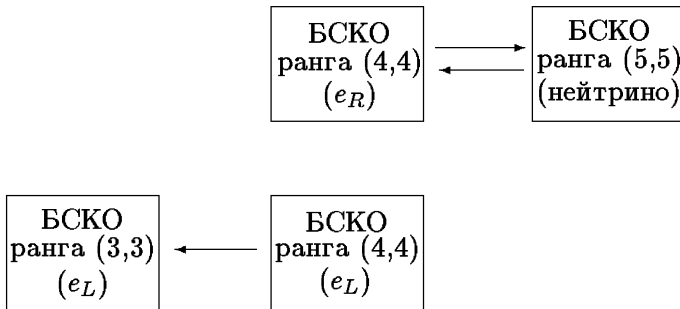 БСКО
ранга (4,4)
(e_R)
БСКО
ранга (5,5)
(нейтрино)
БСКО
ранга (3,3)
(e_L)
БСКО
ранга (4,4)
(e_L)